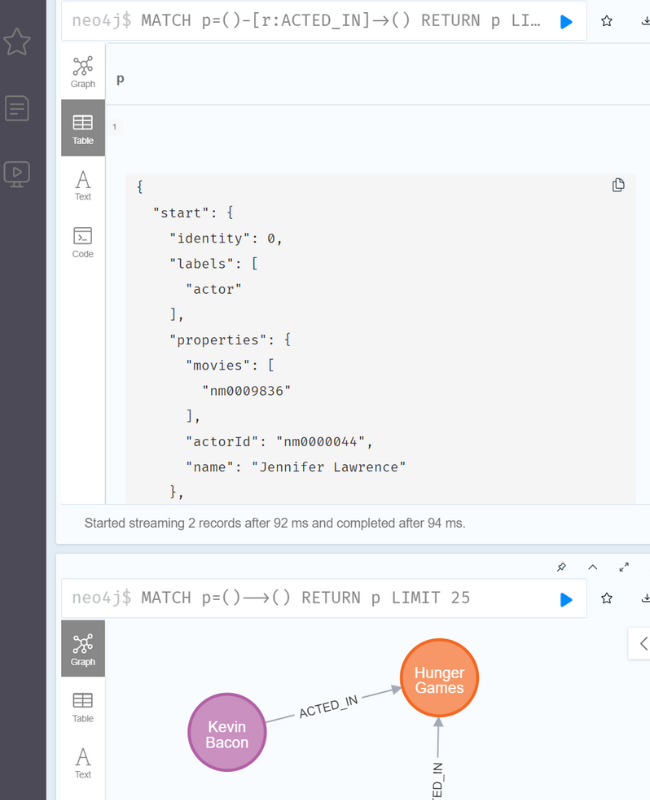 neo4j$ MATCH p=()-[r:ACTED_IN]→() RETURN p LI…
Graph
p
Table
1
Text
Code
{
"start": {
"identity": 0,
"labels": [
"actor"
],
"properties": {
"movies": [
"nm0009836"
],
"actorId": "nm0000044",
"name": "Jennifer Lawrence"
},
Started streaming 2 records after 92 ms and completed after 94 ms.
neo4j$ MATCH p=()⟶() RETURN p LIMIT 25
Graph
Table
Text
Hunger
Games
ACTED_IN
Kevin
Bacon
TED_IN